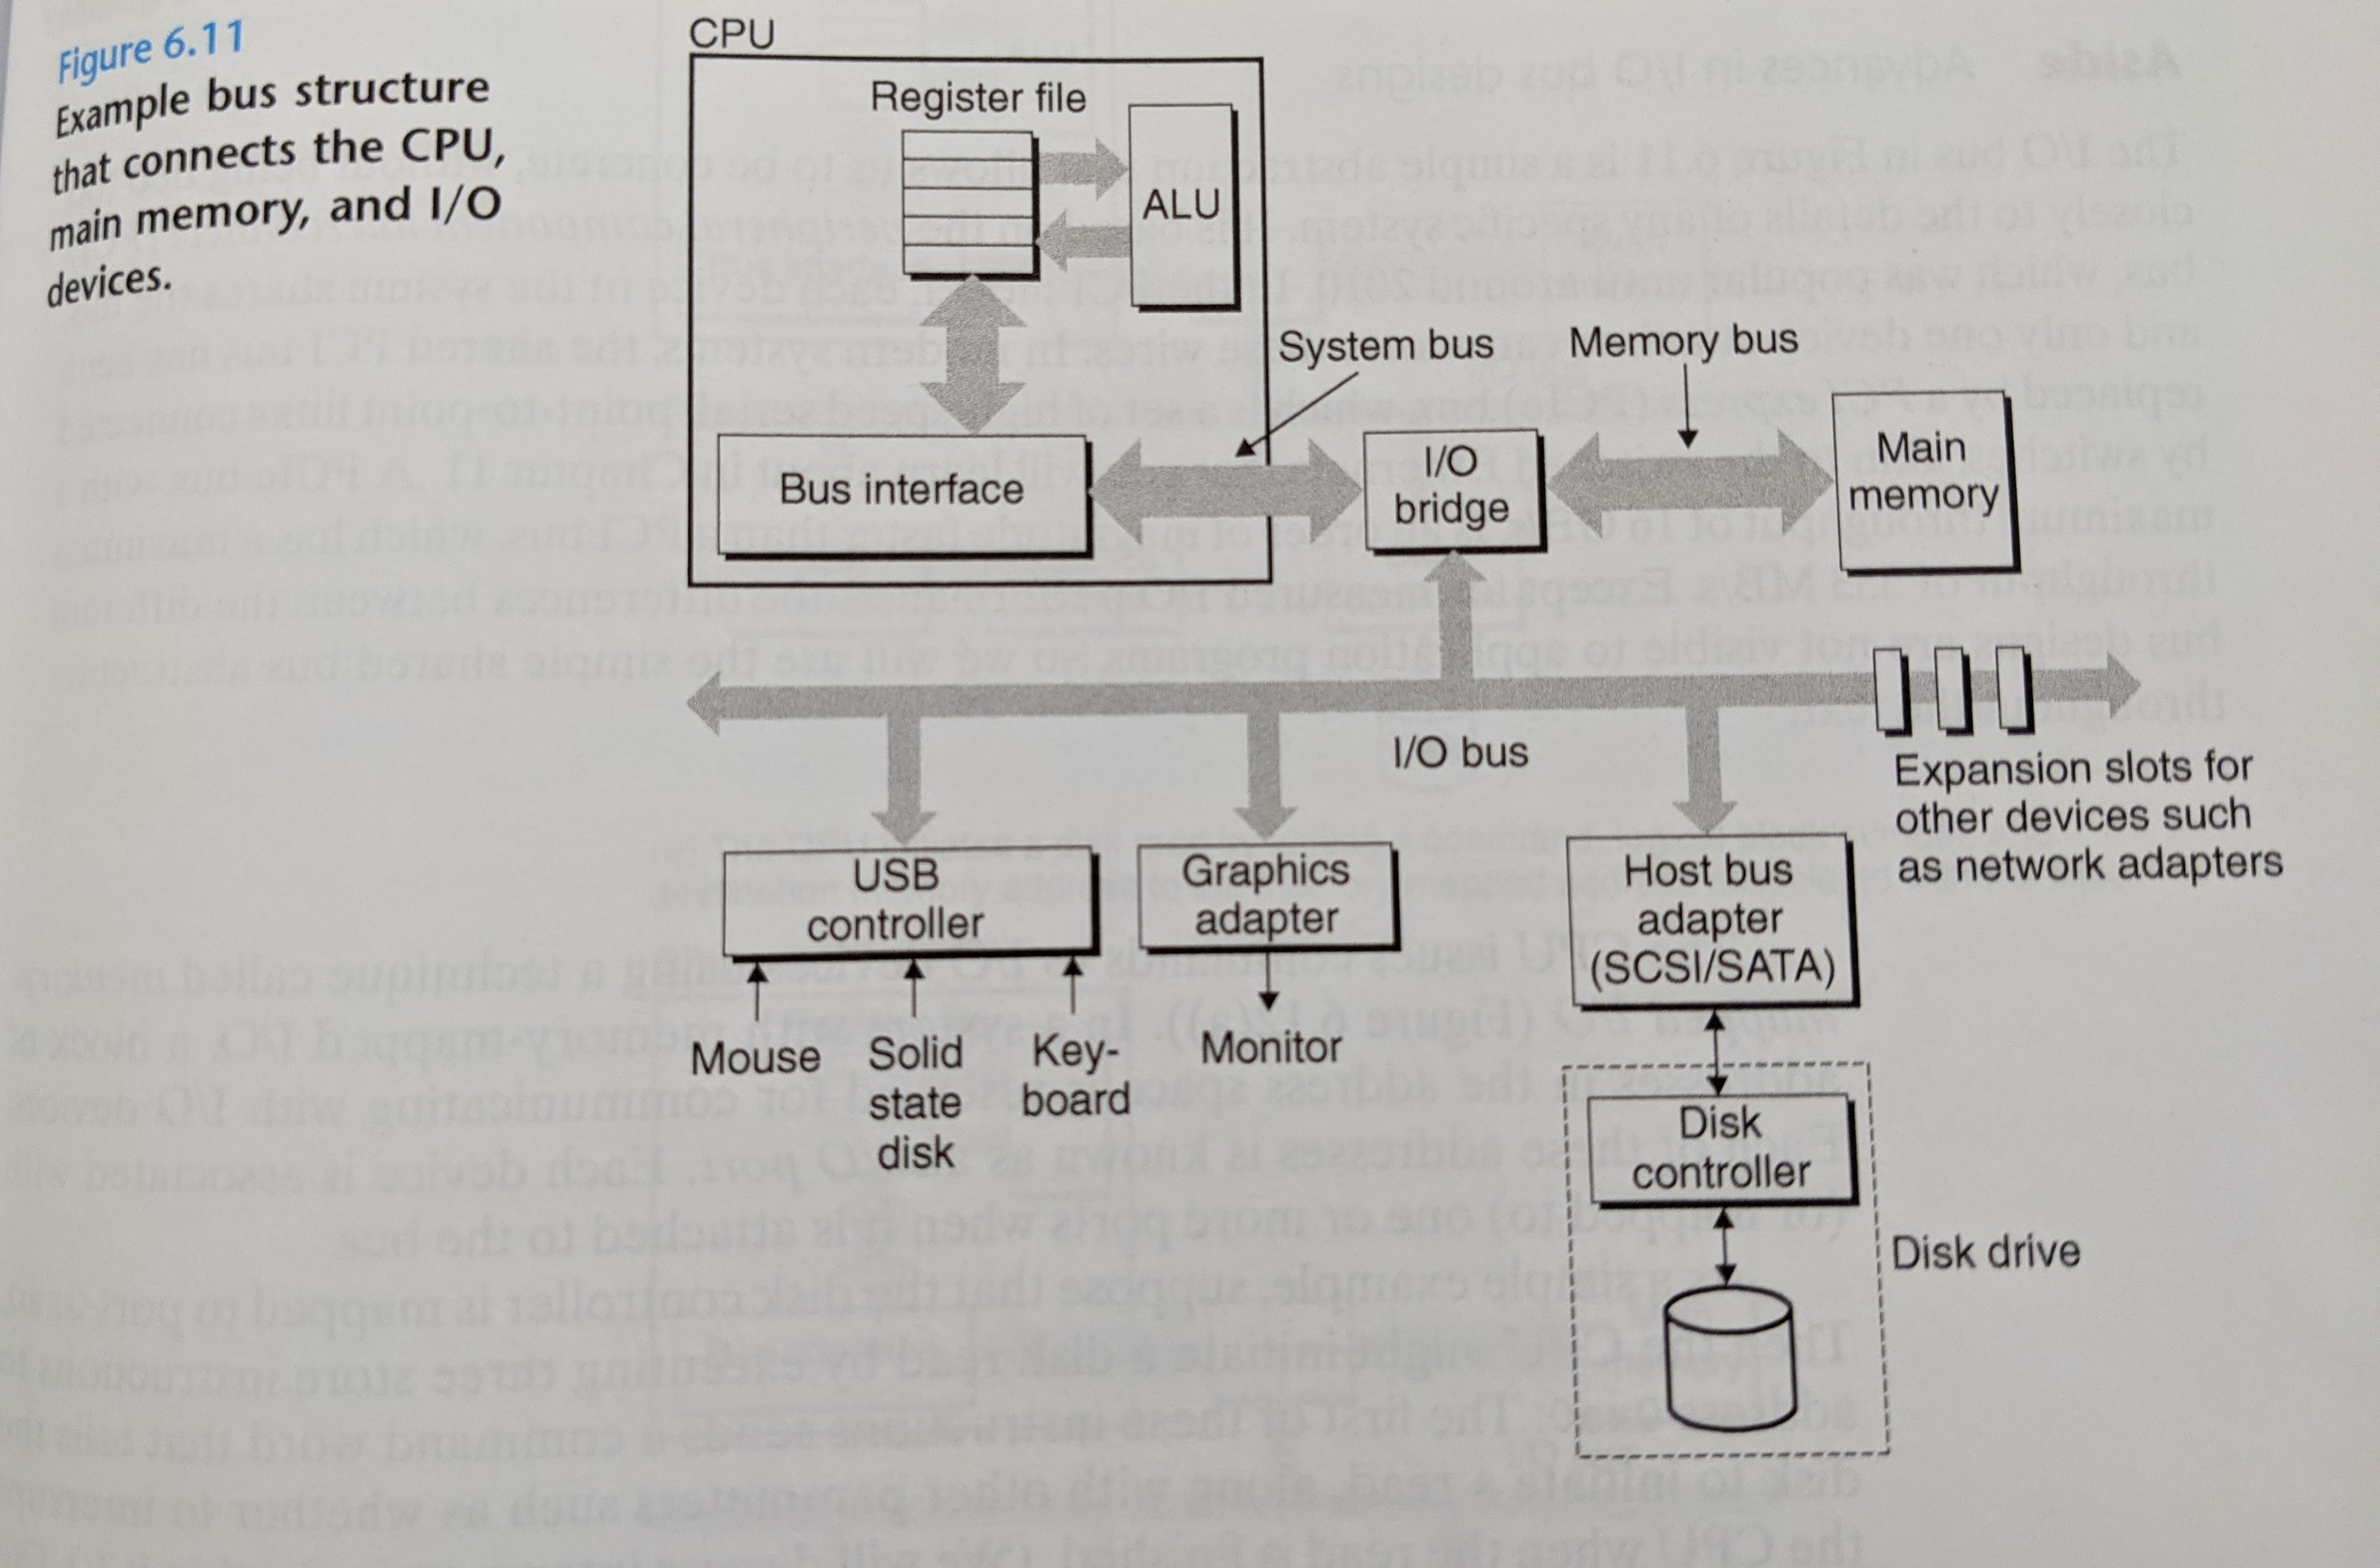 Figure 6.11
Example bus structure
that connects the CPU,
main memory, and I/O
devices.
CPU
Register file
ALU
System bus
Memory bus
Bus interface
I/O
bridge
Main
memory
I/O bus
Expansion slots for
other devices such
as network adapters
USB
controller
Graphics
adapter
Host bus
adapter
(SCSI/SATA)
Mouse
Solid
state
disk
Key-
board
Monitor
Disk
controller
Disk drive